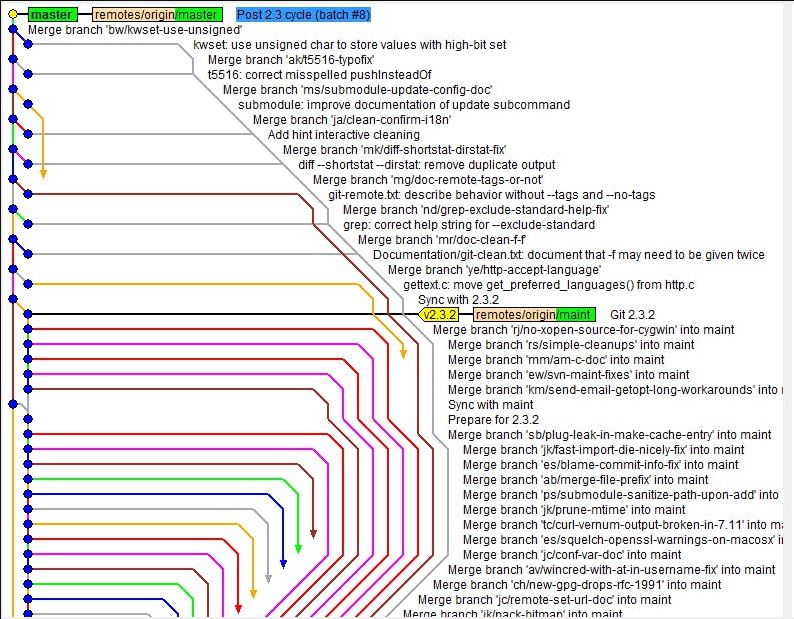 master remotes/origin/master Post 2.3 cycle (batch #8)
Merge branch 'bw/kwset-use-unsigned'
kwset: use unsigned char to store values with high-bit set
Merge branch 'ak/t5516-typofix'
t5516: correct misspelled pushInsteadOf
Merge branch 'ms/submodule-update-config-doc'
submodule: improve documentation of update subcommand
Merge branch 'ja/clean-confirm-i18n'
Add hint interactive cleaning
Merge branch 'mk/diff-shortstat-dirstat-fix'
diff --shortstat --dirstat: remove duplicate output
Merge branch 'mg/doc-remote-tags-or-not'
git-remote.txt: describe behavior without --tags and --no-tags
Merge branch 'nd/grep-exclude-standard-help-fix'
grep: correct help string for --exclude-standard
Merge branch 'mr/doc-clean-f-f'
Documentation/git-clean.txt: document that -f may need to be given twice
Merge branch 'ye/http-accept-language'
gettext.c: move get_preferred_languages() from http.c
Sync with 2.3.2
v2.3.2 remotes/origin/maint Git 2.3.2
Merge branch 'rj/no-xopen-source-for-cygwin' into maint
Merge branch 'rs/simple-cleanups' into maint
Merge branch 'mm/am-c-doc' into maint
Merge branch 'ew/svn-maint-fixes' into maint
Merge branch 'km/send-email-getopt-long-workarounds' into
Sync with maint
Prepare for 2.3.2
Merge branch 'sb/plug-leak-in-make-cache-entry' into maint
Merge branch 'jk/fast-import-die-nicely-fix' into maint
Merge branch 'es/blame-commit-info-fix' into maint
Merge branch 'ab/merge-file-prefix' into maint
Merge branch 'ps/submodule-sanitize-path-upon-add' into
Merge branch 'jk/prune-mtime' into maint
Merge branch 'tc/curl-vernum-output-broken-in-7.11' into
Merge branch 'es/squelch-openssl-warnings-on-macosx'
Merge branch 'jc/conf-var-doc' into maint
Merge branch 'av/wincred-with-at-in-username-fix' into maint
Merge branch 'ch/new-gpg-drops-rfc-1991' into maint
Merge branch 'jc/remote-set-url-doc' into maint
Merge branch 'jk/pack-bitmap' into maint